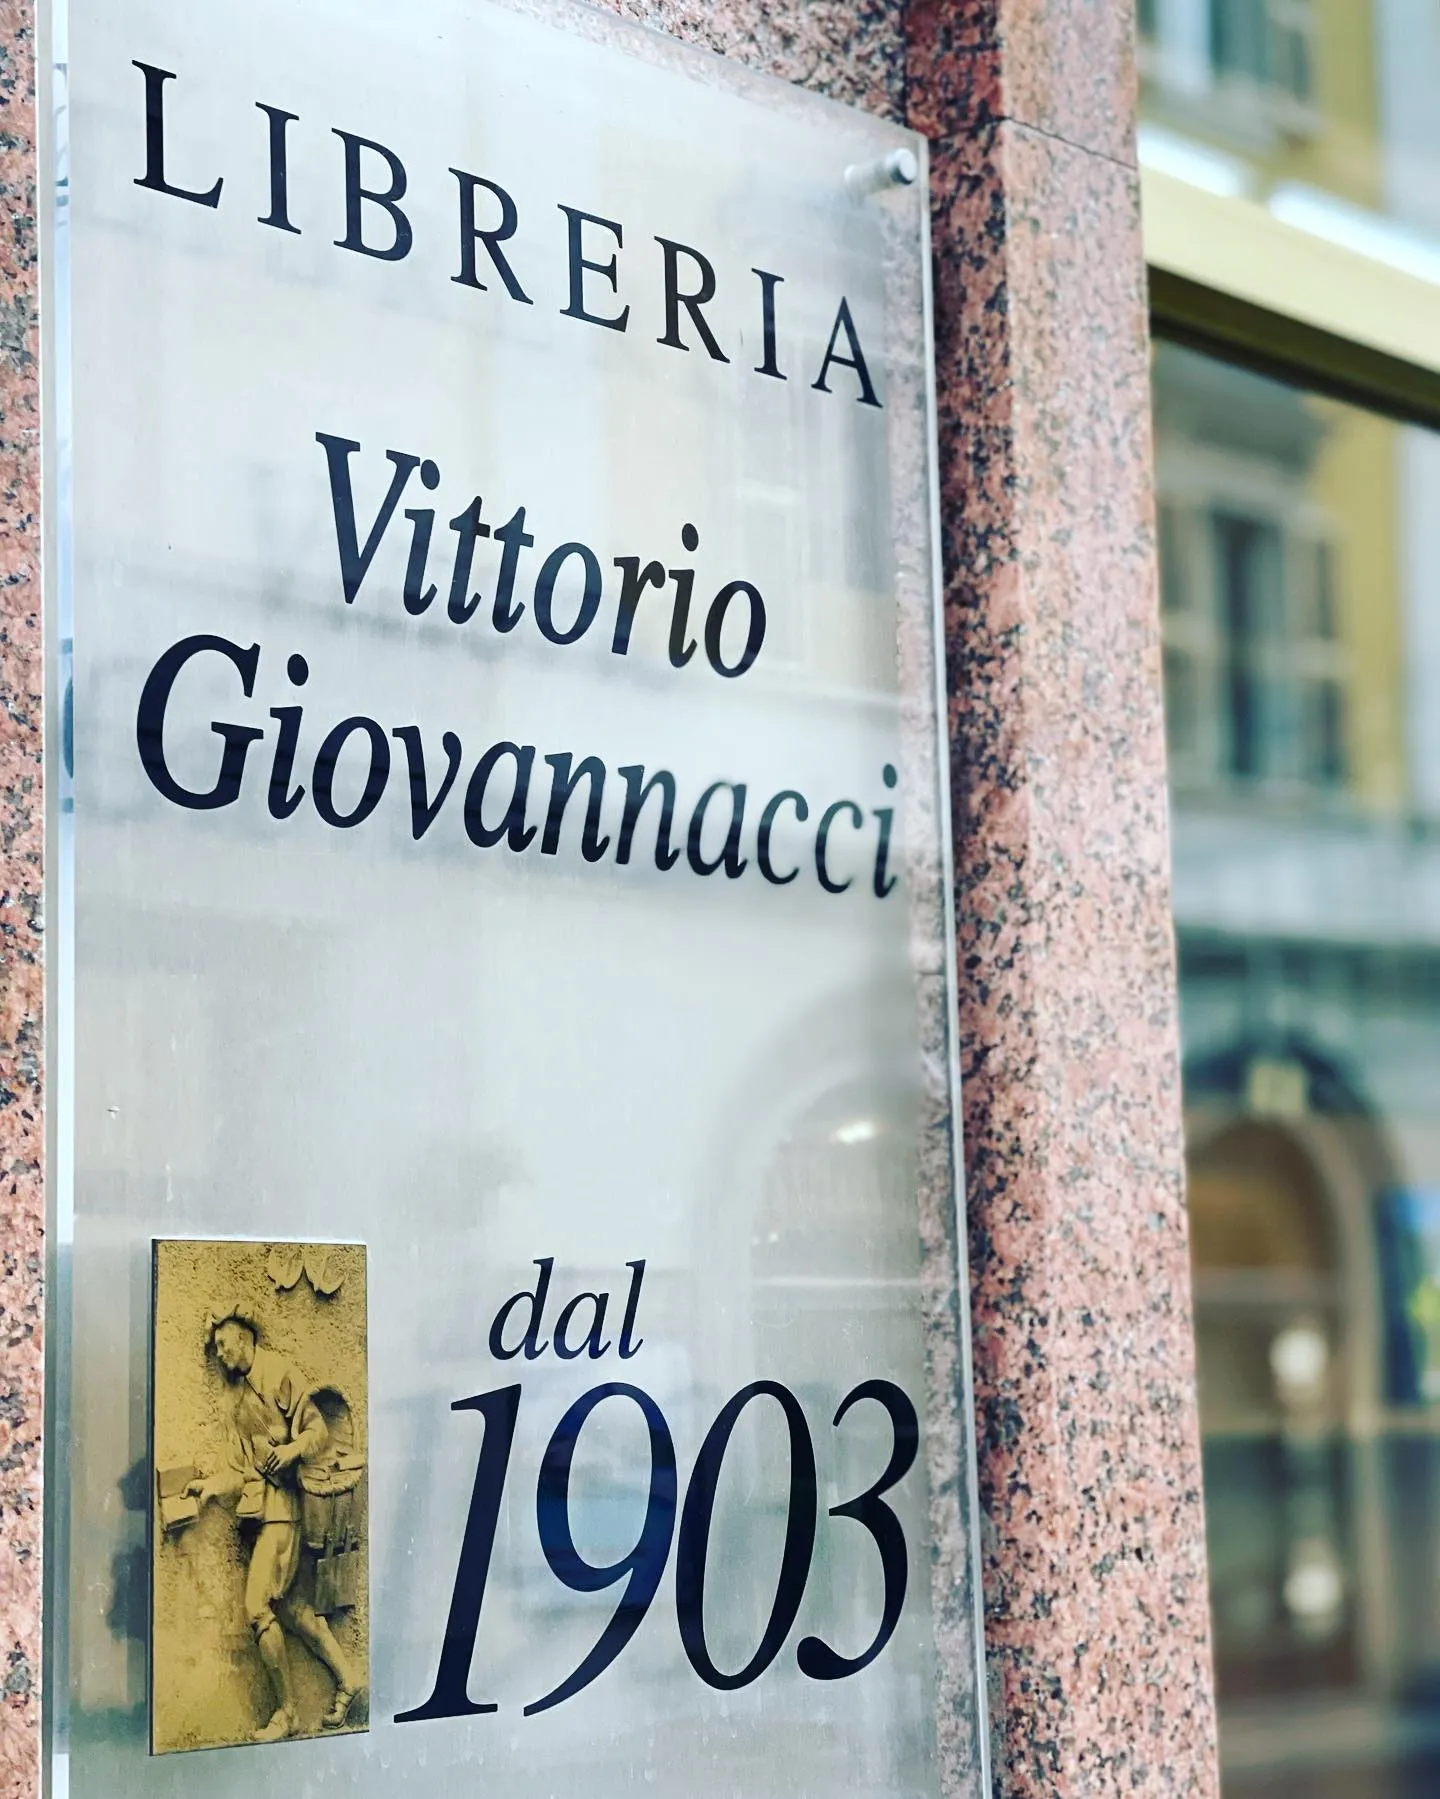 LIBRERIA
Vittorio
Giovannacci
dal
1903